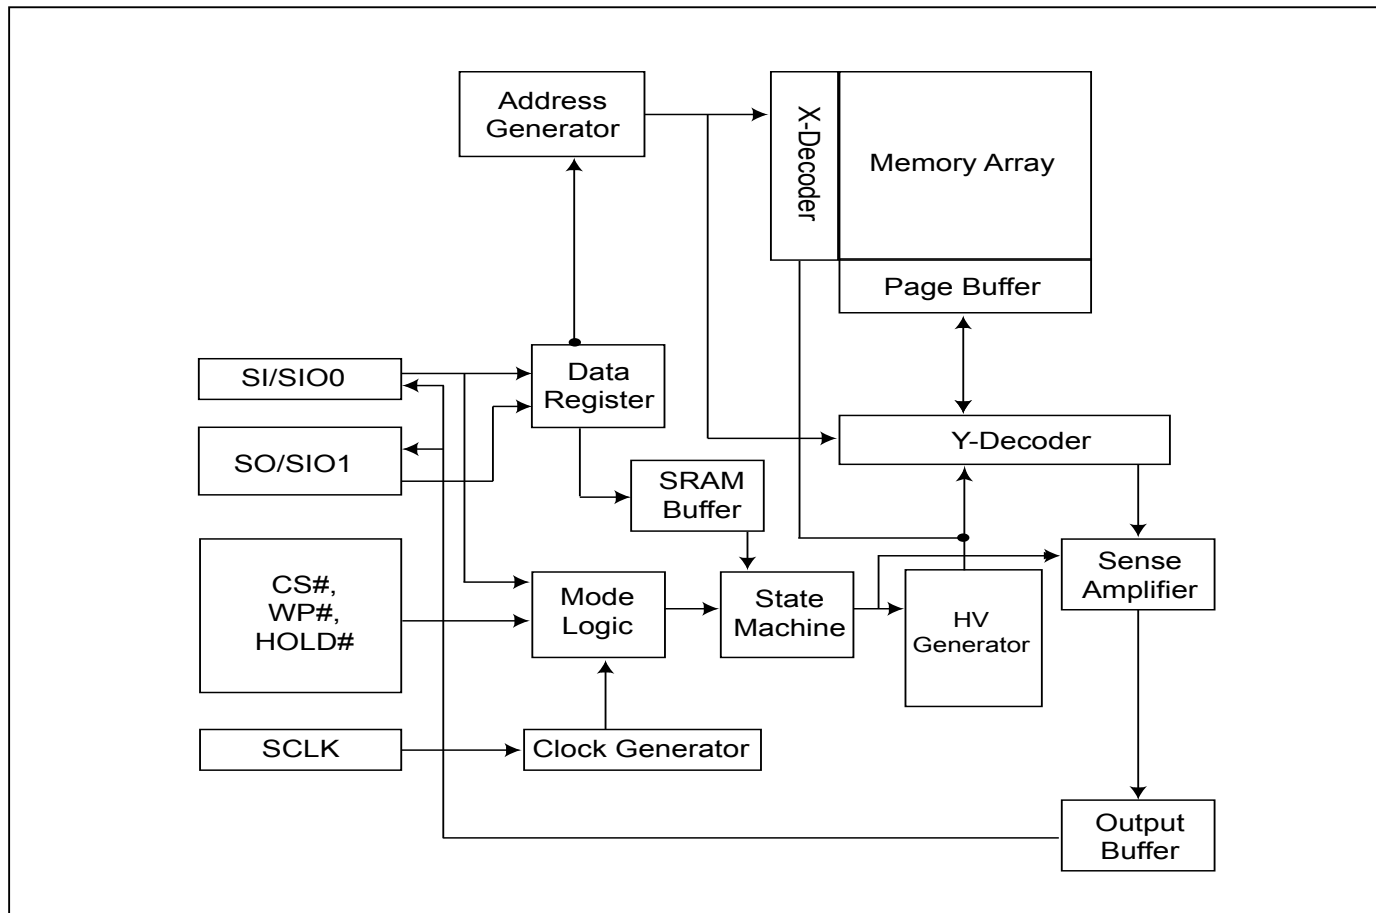 Address
Generator
X-Decoder
Memory Array
Page Buffer
SI/SIO0
Data
Register
Y-Decoder
SO/SIO1
SRAM
Buffer
CS#,
WP#,
HOLD#
Mode
Logic
State
Machine
HV
Generator
Sense
Amplifier
SCLK
Clock Generator
Output
Buffer